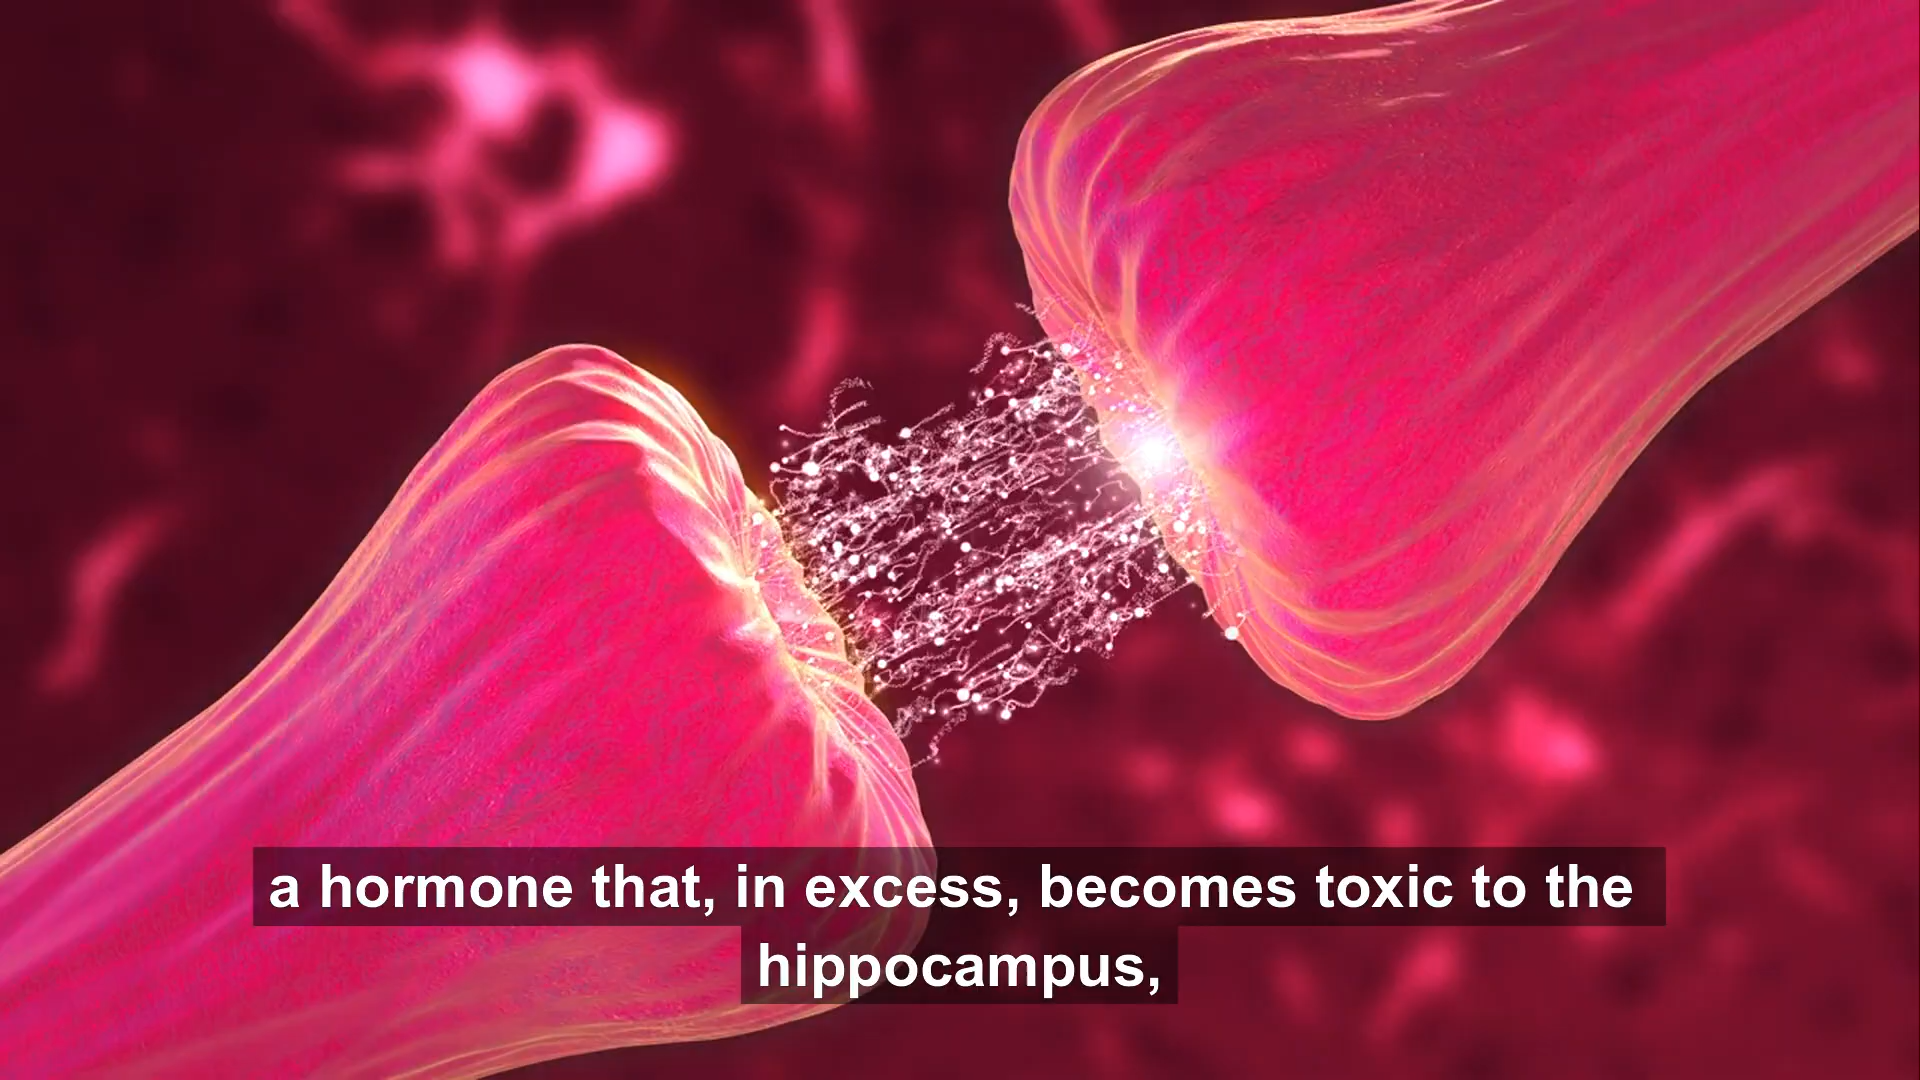 a hormone that, in excess, becomes toxic to the
hippocampus,